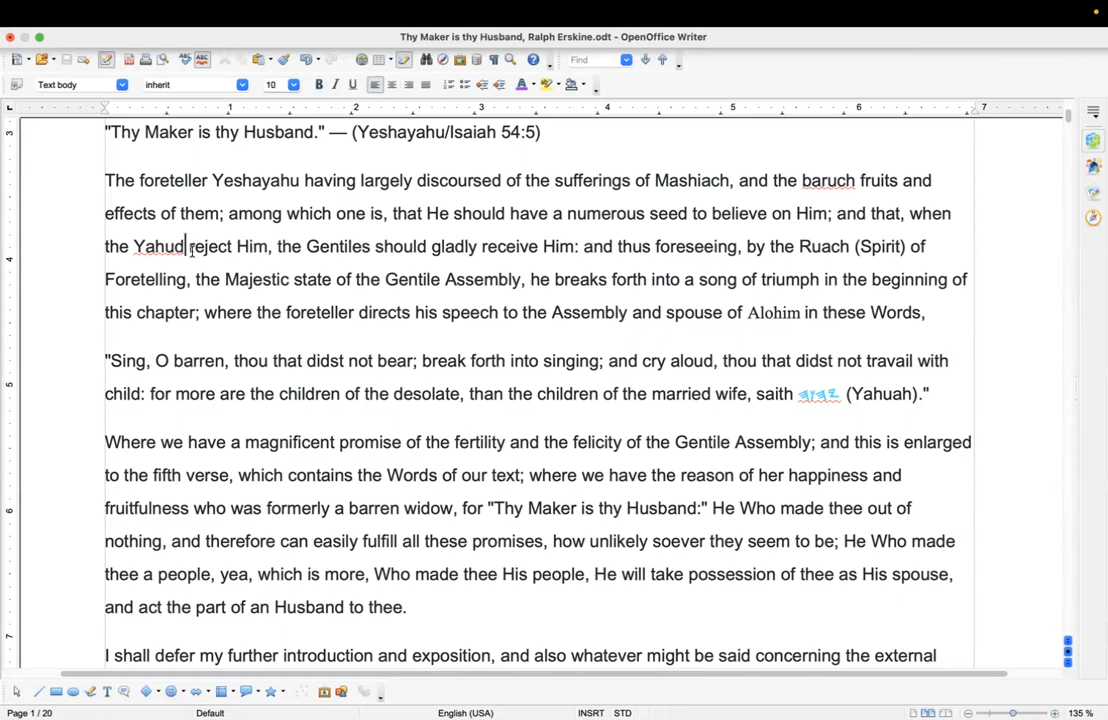 Thy Maker is thy Husband, Ralph Erskine.odt - OpenOffice Writer
Find
Text body inherit 10 B I U A
1 2 3 4 5 6 7
3
"Thy Maker is thy Husband." — (Yeshayahu/Isaiah 54:5)
The foreteller Yeshayahu having largely discoursed of the sufferings of Mashiach, and the baruch fruits and
effects of them; among which one is, that He should have a numerous seed to believe on Him; and that, when
the Yahud reject Him, the Gentiles should gladly receive Him: and thus foreseeing, by the Ruach (Spirit) of
4
Foretelling, the Majestic state of the Gentile Assembly, he breaks forth into a song of triumph in the beginning of
this chapter; where the foreteller directs his speech to the Assembly and spouse of Alohim in these Words,
"Sing, O barren, thou that didst not bear; break forth into singing; and cry aloud, thou that didst not travail with
5
child: for more are the children of the desolate, than the children of the married wife, saith 𐤉𐤄𐤅𐤄 (Yahuah)."
Where we have a magnificent promise of the fertility and the felicity of the Gentile Assembly; and this is enlarged
to the fifth verse, which contains the Words of our text; where we have the reason of her happiness and
6
fruitfulness who was formerly a barren widow, for "Thy Maker is thy Husband:" He Who made thee out of
nothing, and therefore can easily fulfill all these promises, how unlikely soever they seem to be; He Who made
thee a people, yea, which is more, Who made thee His people, He will take possession of thee as His spouse,
and act the part of an Husband to thee.
7
I shall defer my further introduction and exposition, and also whatever might be said concerning the external
T
Page 1 / 20 Default English (USA) INSRT STD 135 %